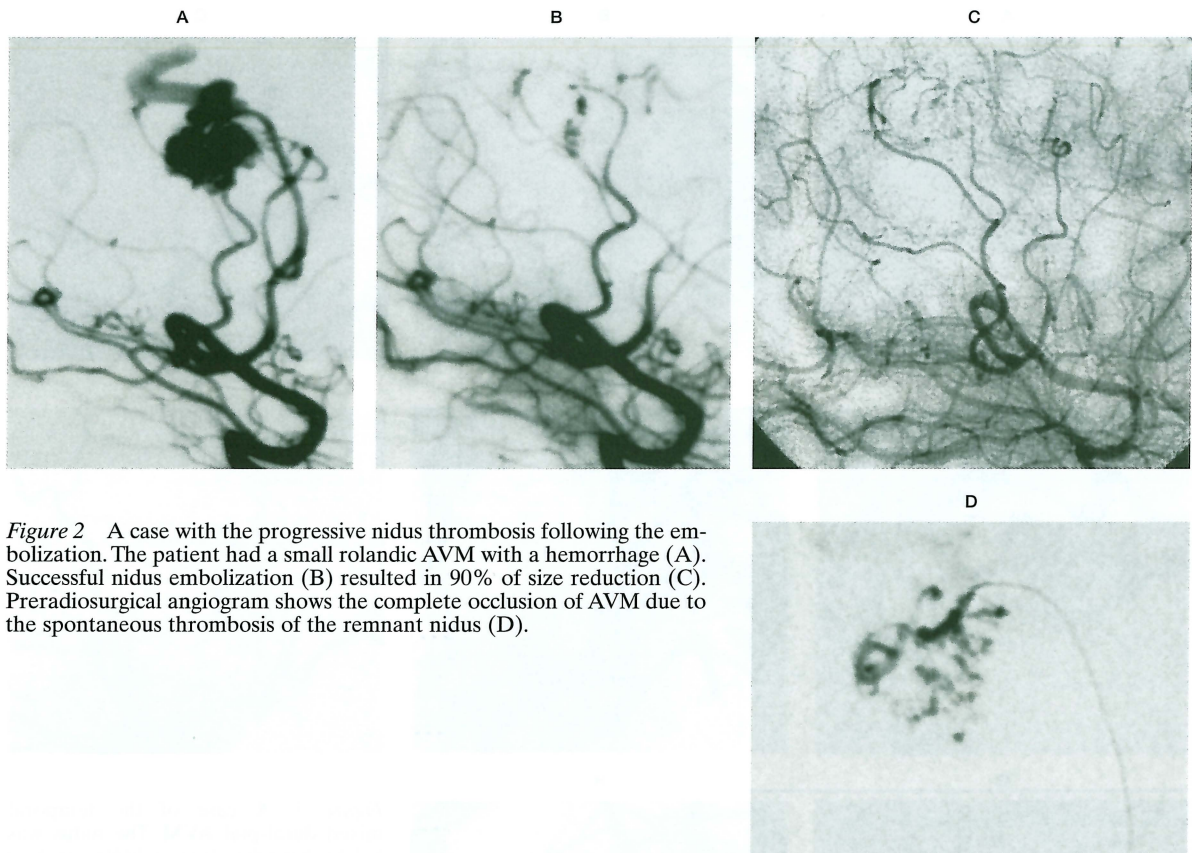 A
B
C
D
Figure 2 A case with the progressive nidus thrombosis following the em-
bolization. The patient had a small rolandic AVM with a hemorrhage (A).
Successful nidus embolization (B) resulted in 90% of size reduction (C).
Preradiosurgical angiogram shows the complete occlusion of AVM due to
the spontaneous thrombosis of the remnant nidus (D).